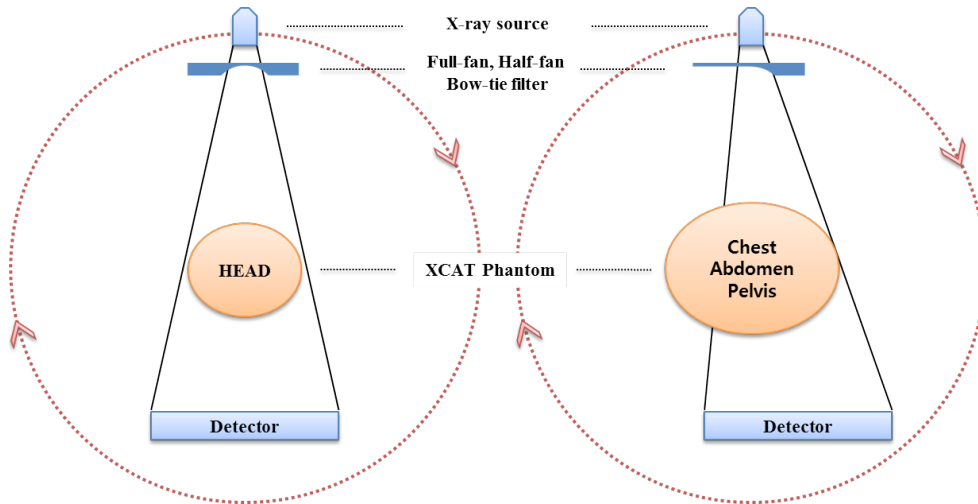 X-ray source
Full-fan, Half-fan
Bow-tie filter
HEAD
XCAT Phantom
Chest
Abdomen
Pelvis
Detector
Detector